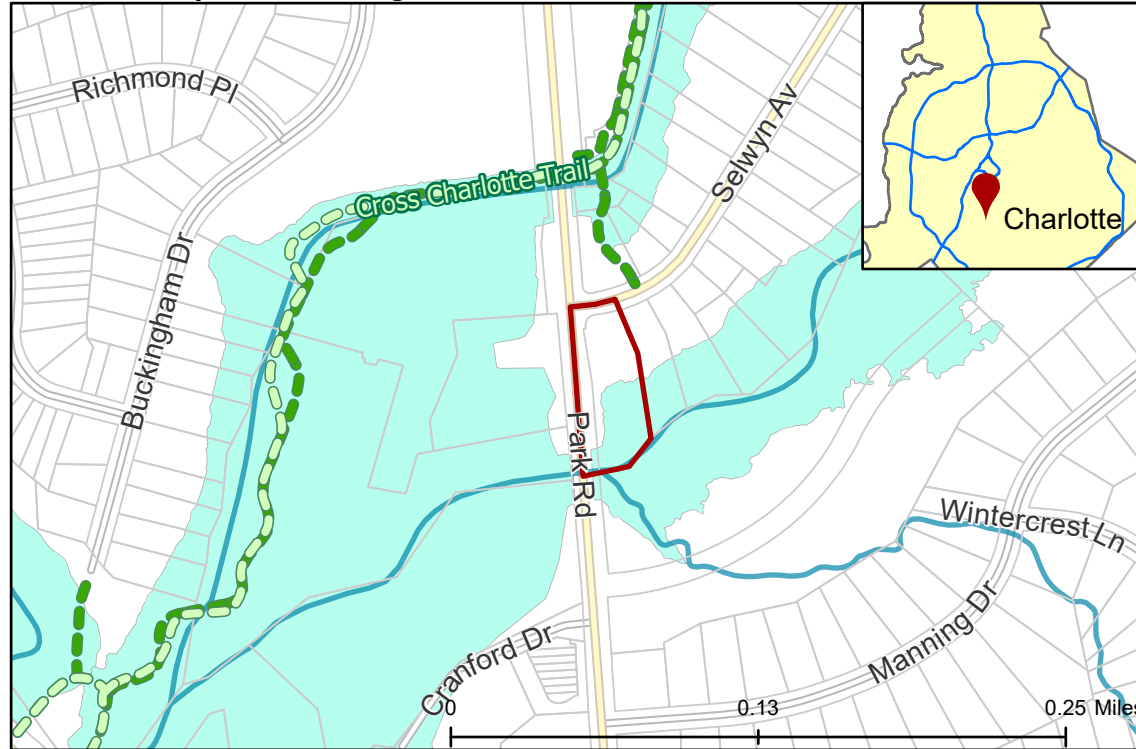 Richmond Pl
Selwyn Av
Charlotte
Cross Charlotte Trail
Buckingham Dr
Park Rd
Wintercrest Ln
Manning Dr
Cranford Dr
0
0.13
0.25 Miles